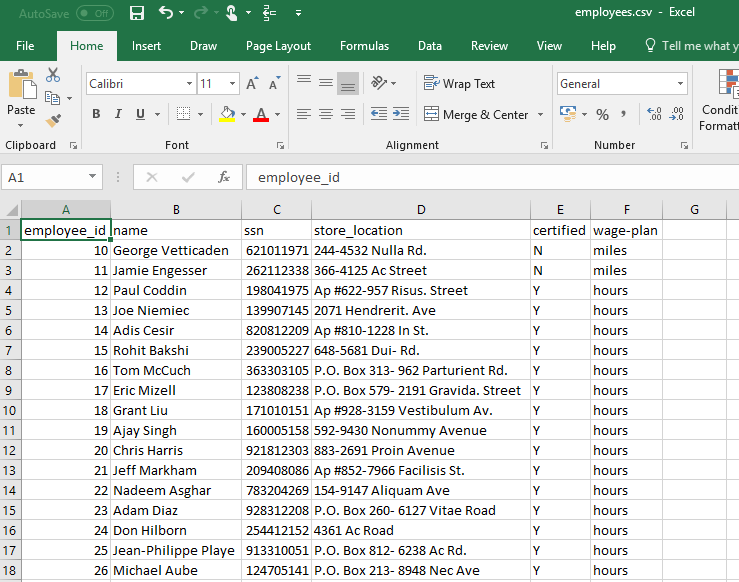 AutoSave Off employees.csv - Excel
File Home Insert Draw Page Layout Formulas Data Review View Help Tell me what y
Paste Calibri 11 A A Wrap Text General
B I U A Merge & Center % , Condit
Format
Clipboard Font Alignment Number
A1 fx employee_id
A B C D E F G
1 employee_id name ssn store_location certified wage-plan
2 10 George Vetticaden 621011971 244-4532 Nulla Rd. N miles
3 11 Jamie Engesser 262112338 366-4125 Ac Street N miles
4 12 Paul Coddin 198041975 Ap #622-957 Risus. Street Y hours
5 13 Joe Niemiec 139907145 2071 Hendrerit. Ave Y hours
6 14 Adis Cesir 820812209 Ap #810-1228 In St. Y hours
7 15 Rohit Bakshi 239005227 648-5681 Dui- Rd. Y hours
8 16 Tom McCuch 363303105 P.O. Box 313- 962 Parturient Rd. Y hours
9 17 Eric Mizell 123808238 P.O. Box 579- 2191 Gravida. Street Y hours
10 18 Grant Liu 171010151 Ap #928-3159 Vestibulum Av. Y hours
11 19 Ajay Singh 160005158 592-9430 Nonummy Avenue Y hours
12 20 Chris Harris 921812303 883-2691 Proin Avenue Y hours
13 21 Jeff Markham 209408086 Ap #852-7966 Facilisis St. Y hours
14 22 Nadeem Asghar 783204269 154-9147 Aliquam Ave Y hours
15 23 Adam Diaz 928312208 P.O. Box 260- 6127 Vitae Road Y hours
16 24 Don Hilborn 254412152 4361 Ac Road Y hours
17 25 Jean-Philippe Playe 913310051 P.O. Box 812- 6238 Ac Rd. Y hours
18 26 Michael Aube 124705141 P.O. Box 213- 8948 Nec Ave Y hours